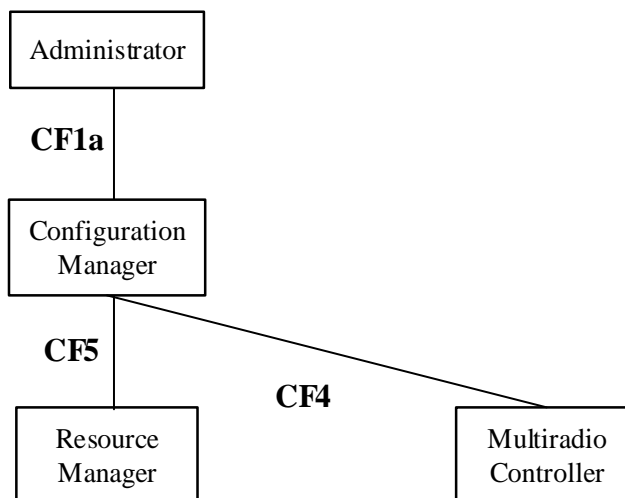 Administrator
CF1a
Configuration
Manager
CF5
CF4
Resource
Manager
Multiradio
Controller